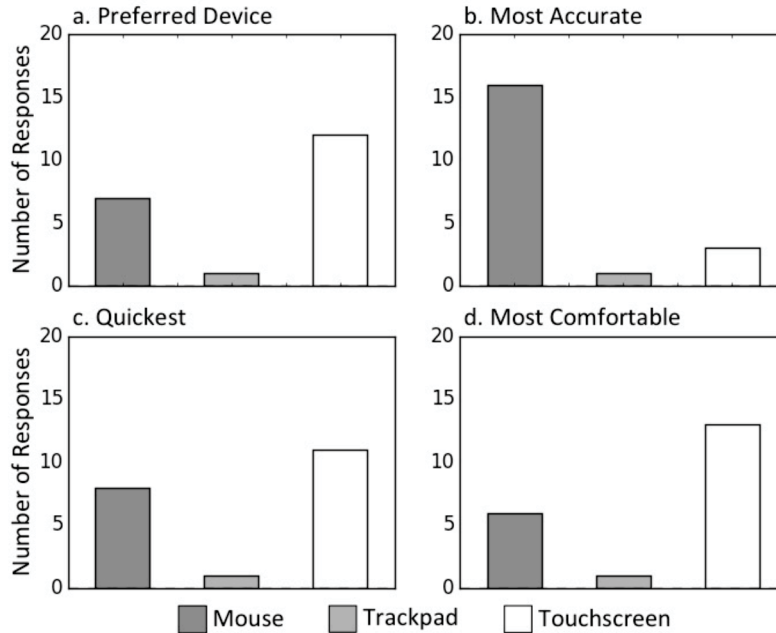 a. Preferred Device
20
15
10
5
0
Number of Responses
b. Most Accurate
20
15
10
5
0
c. Quickest
20
15
10
5
0
Number of Responses
d. Most Comfortable
20
15
10
5
0
Mouse Trackpad Touchscreen